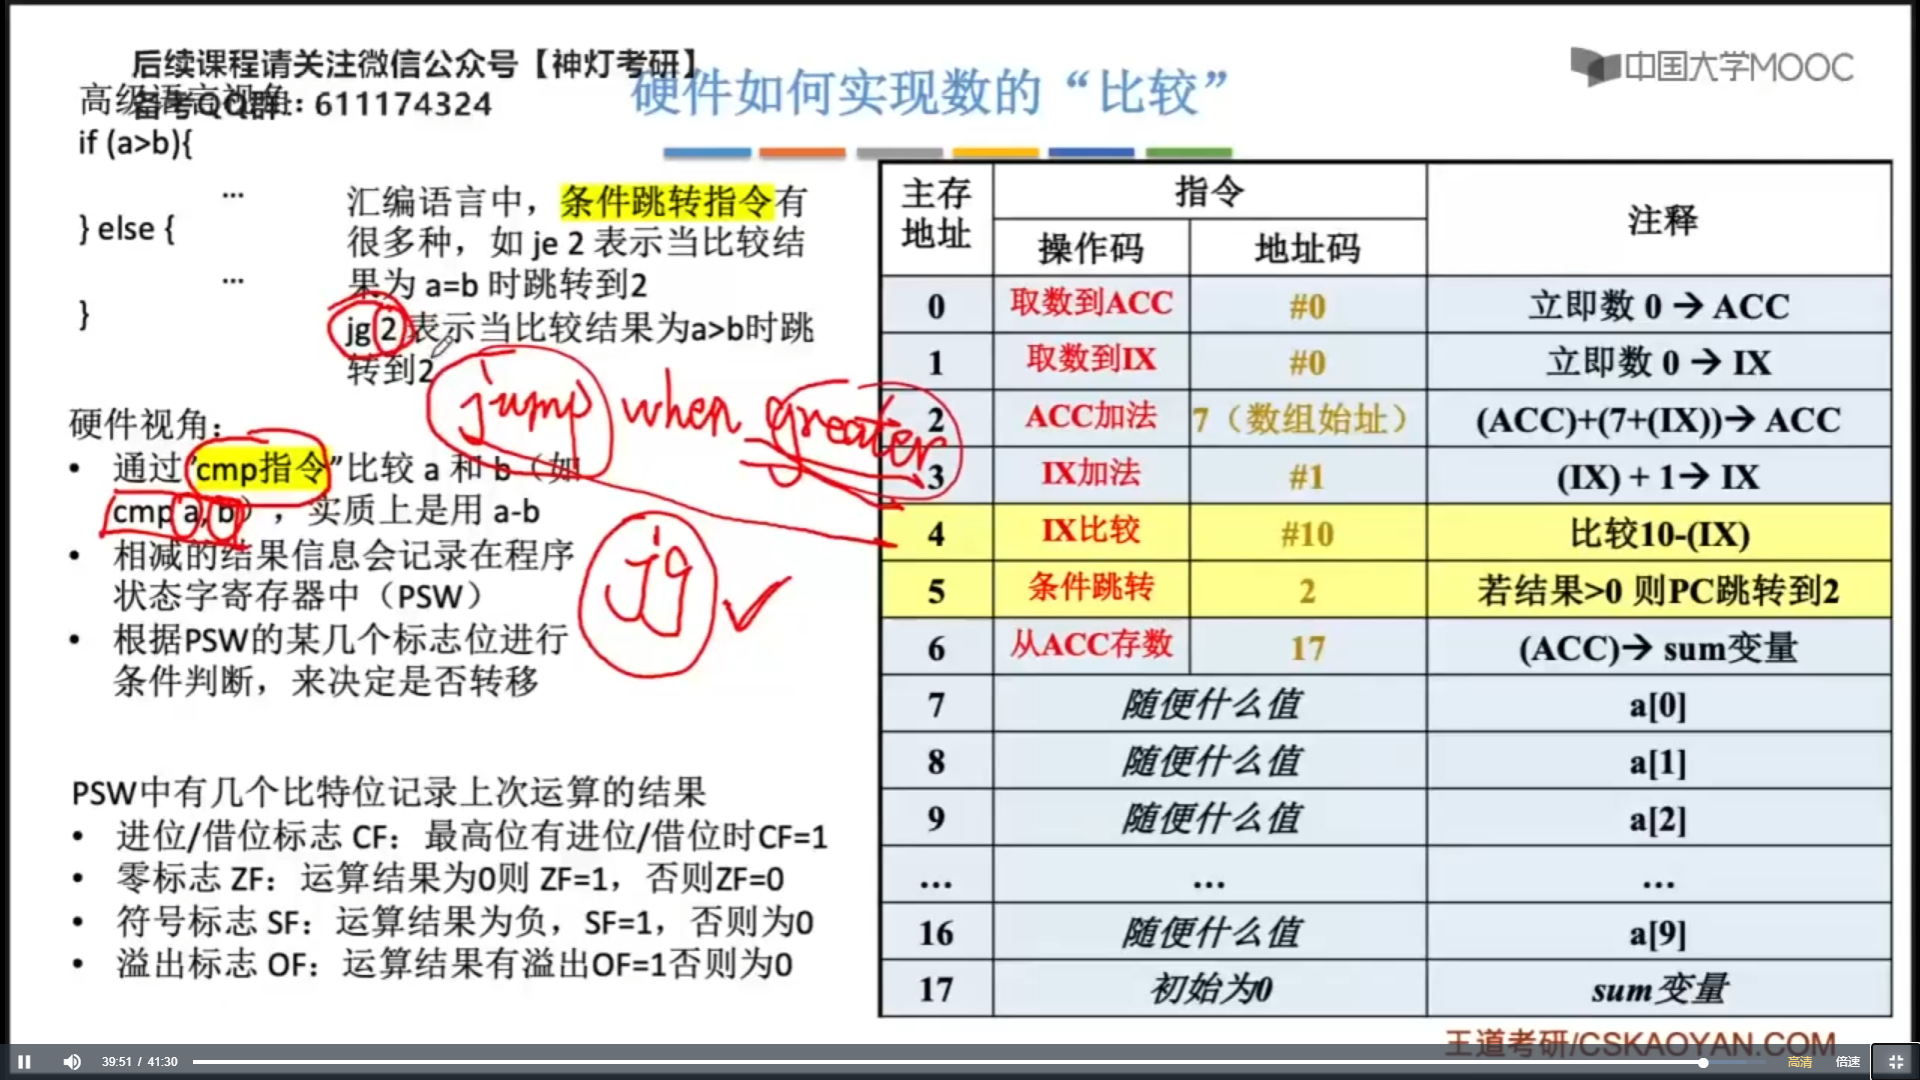 后续课程请关注微信公众号【神灯考研】
备考QQ群：611174324
高级语言视角：
硬件如何实现数的“比较”
中国大学MOOC
if (a>b){
...
} else {
...
}
汇编语言中，条件跳转指令有
很多种，如 je 2 表示当比较结
果为 a=b 时跳转到2
jg 2 表示当比较结果为a>b时跳
转到2
jump when greater
jg
硬件视角：
• 通过“cmp指令”比较 a 和 b（如
cmp a, b），实质上是用 a-b
• 相减的结果信息会记录在程序
状态字寄存器中（PSW）
• 根据PSW的某几个标志位进行
条件判断，来决定是否转移
PSW中有几个比特位记录上次运算的结果
• 进位/借位标志 CF：最高位有进位/借位时CF=1
• 零标志 ZF：运算结果为0则 ZF=1，否则ZF=0
• 符号标志 SF：运算结果为负，SF=1，否则为0
• 溢出标志 OF：运算结果有溢出OF=1否则为0
主存地址 指令 注释
操作码 地址码
0 取数到ACC #0 立即数 0 → ACC
1 取数到IX #0 立即数 0 → IX
2 ACC加法 7（数组始址） (ACC)+(7+(IX))→ ACC
3 IX加法 #1 (IX) + 1→ IX
4 IX比较 #10 比较10-(IX)
5 条件跳转 2 若结果>0 则PC跳转到2
6 从ACC存数 17 (ACC)→ sum变量
7 随便什么值 a[0]
8 随便什么值 a[1]
9 随便什么值 a[2]
... ... ...
16 随便什么值 a[9]
17 初始为0 sum变量
王道考研/CSKAOYAN.COM
39:51 / 41:30 高清 倍速